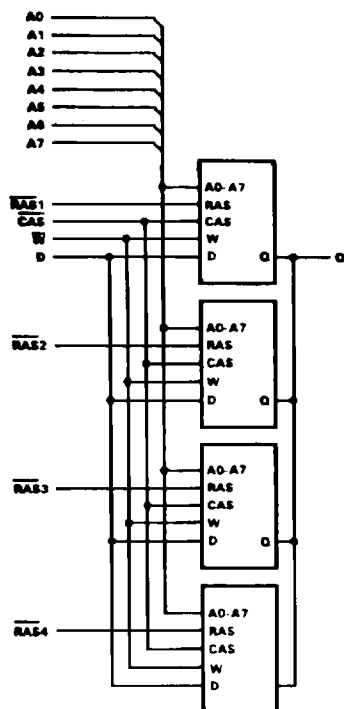 A0
A1
A2
A3
A4
A5
A6
A7
A0-A7
RAS1 RAS
CAS CAS
W W
D D Q Q
A0-A7
RAS2 RAS
CAS
W
D Q
A0-A7
RAS3 RAS
CAS
W
D Q
A0-A7
RAS4 RAS
CAS
W
D